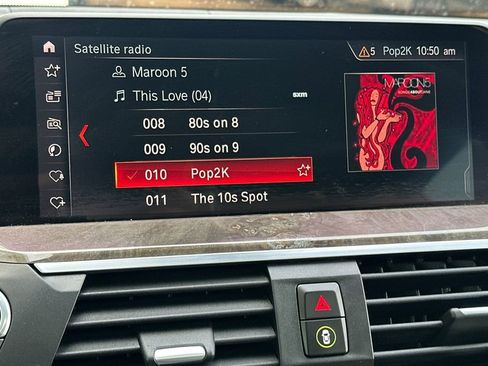 Satellite radio
5 Pop2K 10:50 am
Maroon 5
This Love (04) sxm
008 80s on 8
009 90s on 9
010 Pop2K
011 The 10s Spot
MAROON5
SONGSABOUTJANE